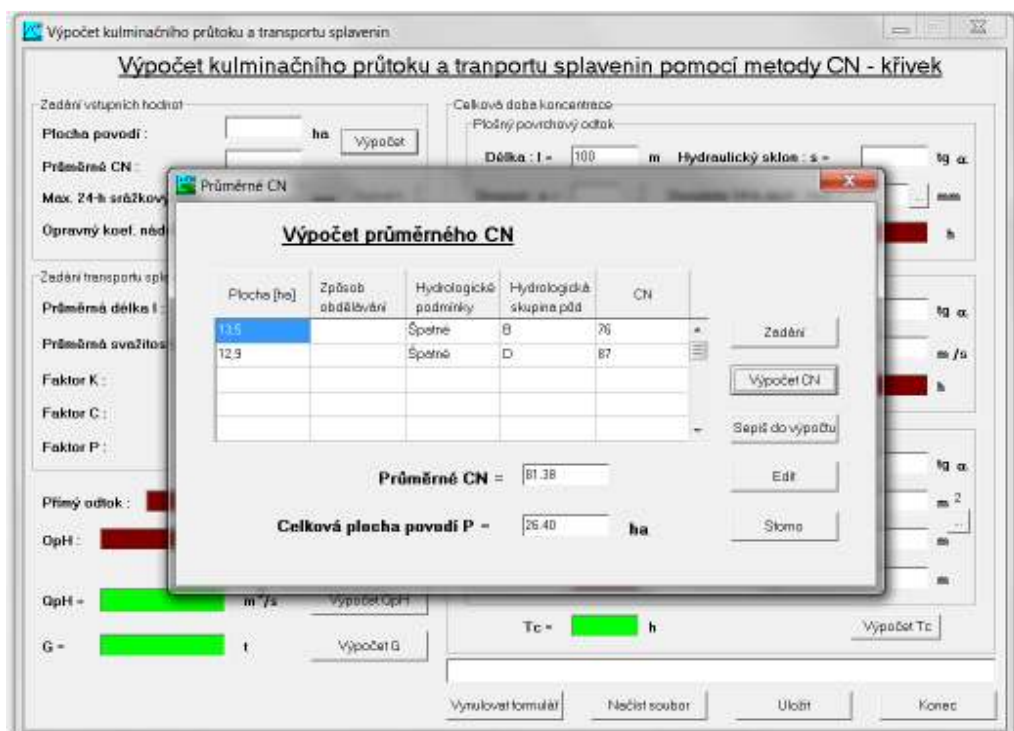 Výpočet kulminačního průtoku a transportu splavenin
Výpočet kulminačního průtoku a tranportu splavenin pomocí metody CN - křivek
Zadání vstupních hodnot
Plocha povodí :
ha
Výpočet
Průměrné CN :
Max. 24-h srážkový
Opravný koef. nád
Celková doba koncentrace
Plošný povrchový odtok
Délka : l =
100
m
Hydraulický sklon : s =
tg α.
...
mm
h
Zadání transportu spl
Průměrná délka l :
Průměrná svažitos
Faktor K :
Faktor C :
Faktor P :
tg α.
m /s
h
Přímý odtok :
OpH :
QpH =
m³/s
Výpočet QpH
G =
t
Výpočet G
tg α.
m 2
...
m
m
Tc =
h
Výpočet Tc
Vynulovat formulář
Načíst soubor
Uložit
Konec
Průměrné CN
Výpočet průměrného CN
Plocha [ha]
Způsob obdělávání
Hydrologické podmínky
Hydrologická skupina půd
CN
13,5
Špatné
B
76
12,9
Špatné
D
87
Zadání
Výpočet CN
Sepiš do výpočtu
Edit
Storno
Průměrné CN =
81.38
Celková plocha povodí P =
26.40
ha